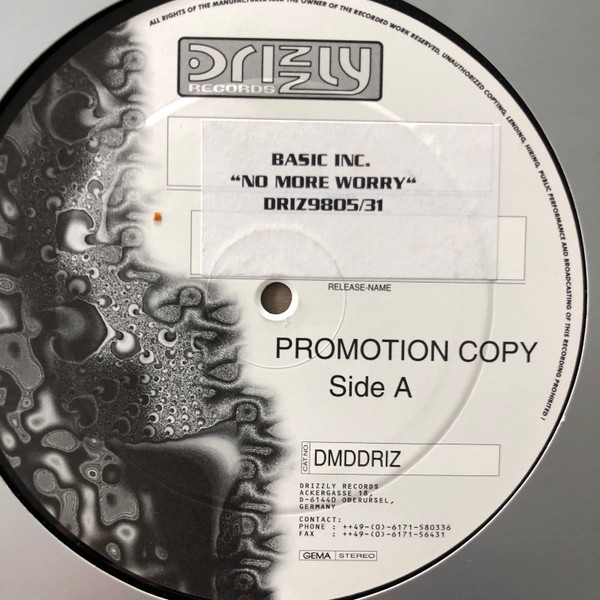 ALL RIGHTS OF THE MANUFACTURER AND THE OWNER OF THE RECORDED WORK RESERVED, UNAUTHORIZED COPYING, LENDING, HIRING, PUBLIC PERFORMANCE AND BROADCASTING OF THIS RECORDING PROHIBITED !
DRIZZLY
RECORDS
BASIC INC.
“NO MORE WORRY“
DRIZ9805/31
RELEASE-NAME
PROMOTION COPY
Side A
CAT.NO. DMDDRIZ
DRIZZLY RECORDS
ACKERGASSE 18,
D-61440 OBERURSEL,
GERMANY
CONTACT:
PHONE : ++49-(0)-6171-580336
FAX : ++49-(0)-6171-56431
GEMA STEREO